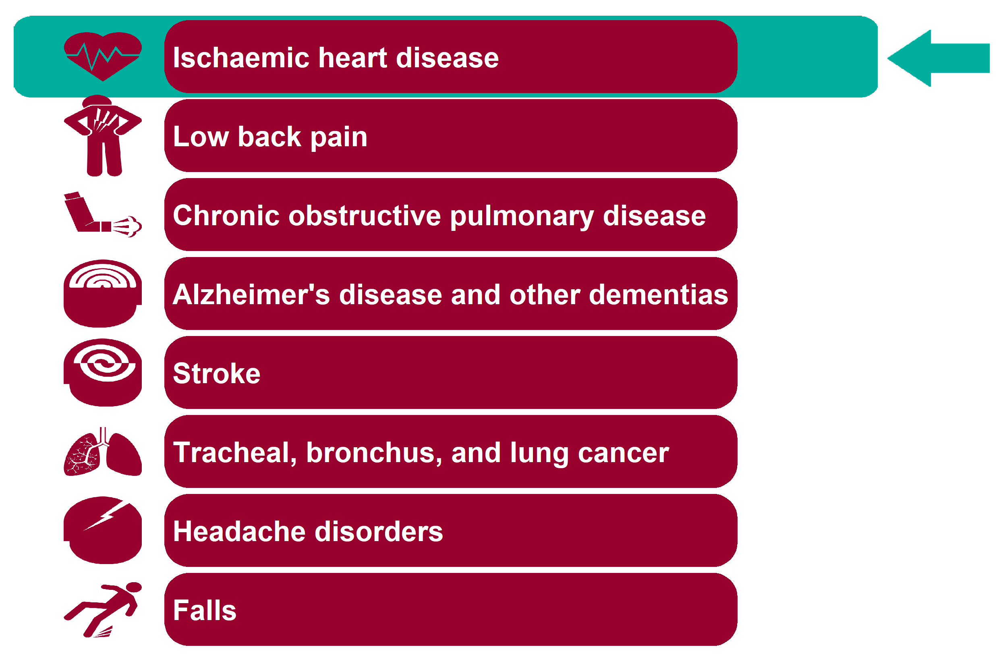 Ischaemic heart disease
Low back pain
Chronic obstructive pulmonary disease
Alzheimer's disease and other dementias
Stroke
Tracheal, bronchus, and lung cancer
Headache disorders
Falls